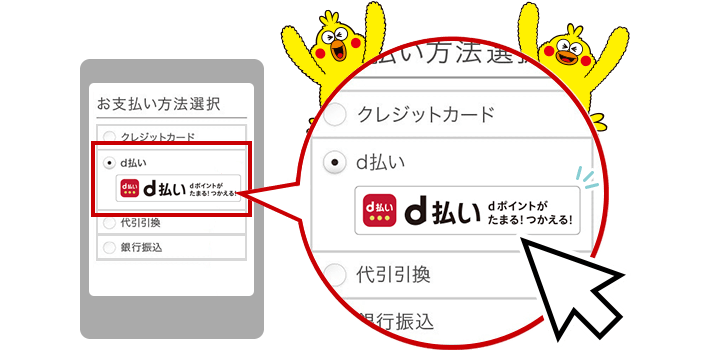 お支払い方法選択
クレジットカード
d払い
d払い
d払い
dポイントが
たまる!つかえる!
代引引換
銀行振込
払い方法選
クレジットカード
d払い
d払い
d払い
dポイントが
たまる!つかえる!
代引引換
銀行振込